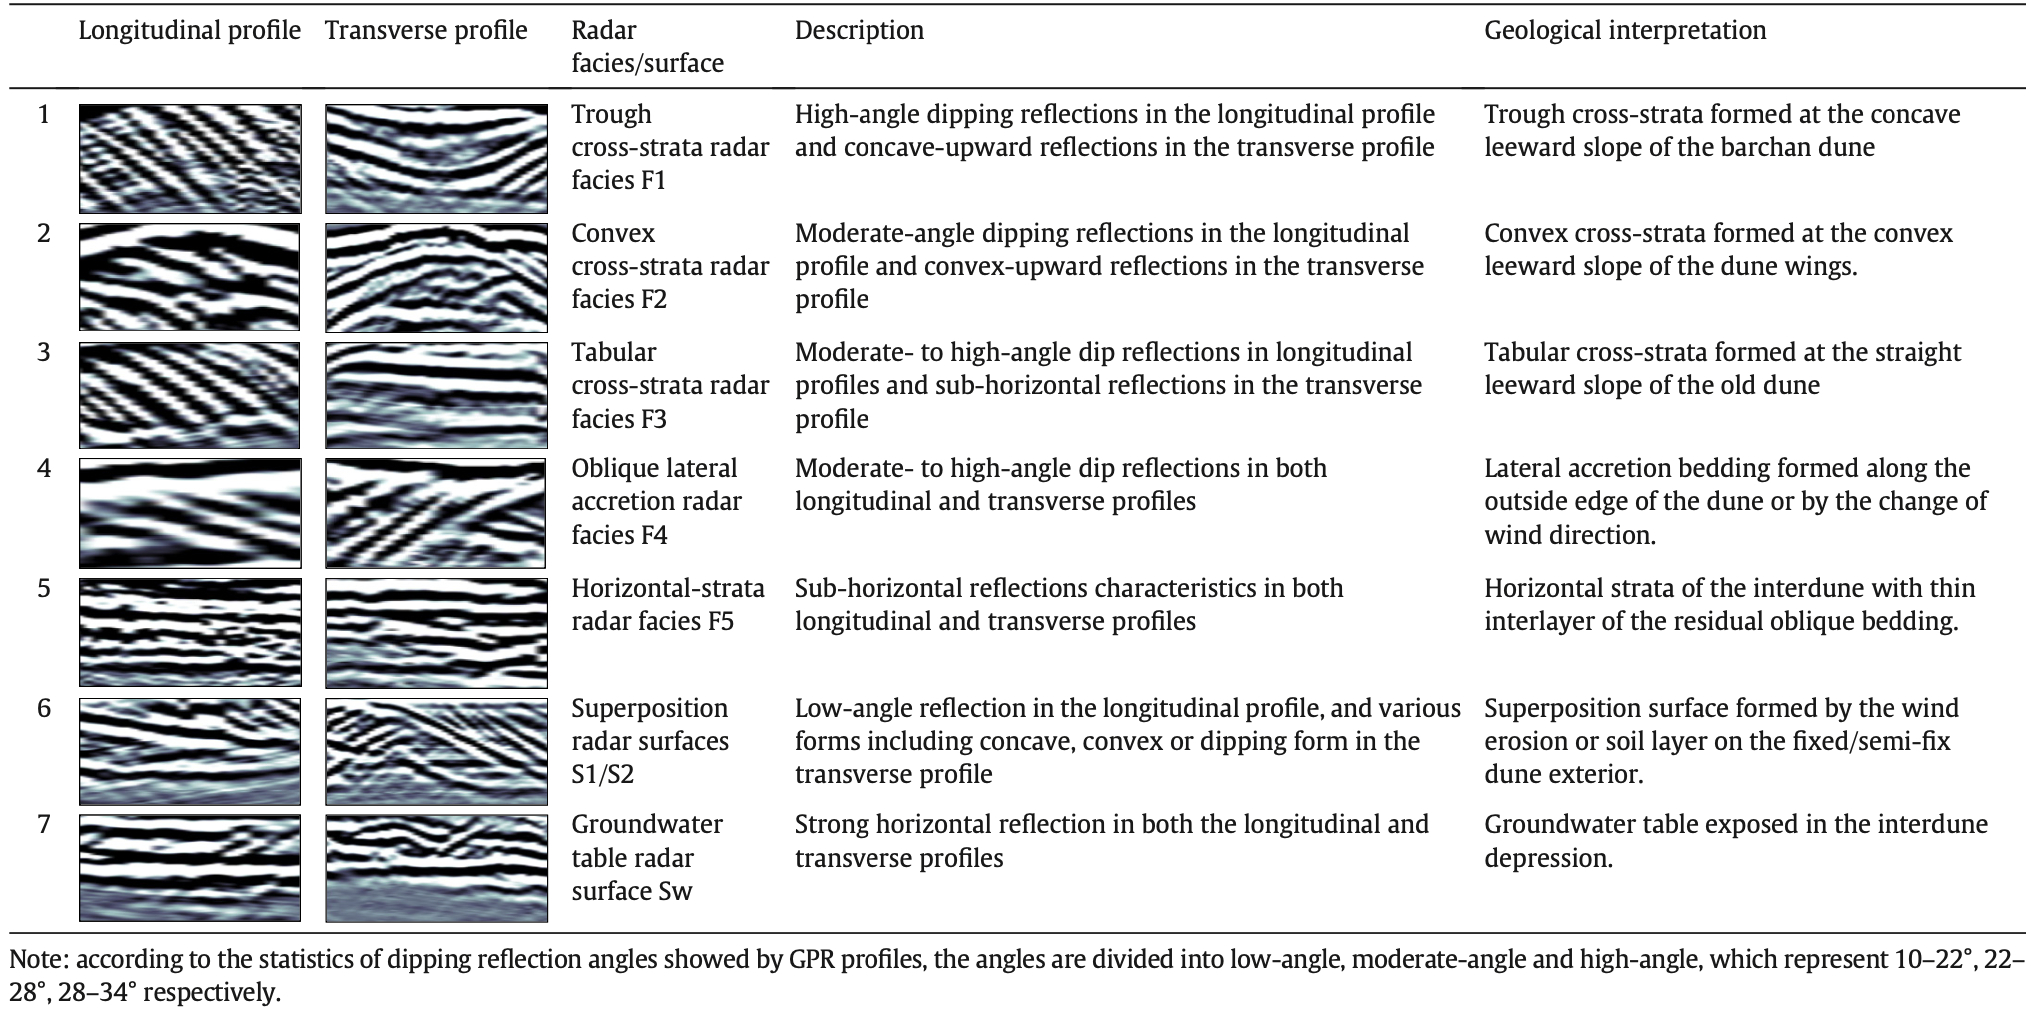 Longitudinal profile Transverse profile Radar facies/surface Description Geological interpretation
1 Trough cross-strata radar facies F1 High-angle dipping reflections in the longitudinal profile and concave-upward reflections in the transverse profile Trough cross-strata formed at the concave leeward slope of the barchan dune
2 Convex cross-strata radar facies F2 Moderate-angle dipping reflections in the longitudinal profile and convex-upward reflections in the transverse profile Convex cross-strata formed at the convex leeward slope of the dune wings.
3 Tabular cross-strata radar facies F3 Moderate- to high-angle dip reflections in longitudinal profiles and sub-horizontal reflections in the transverse profile Tabular cross-strata formed at the straight leeward slope of the old dune
4 Oblique lateral accretion radar facies F4 Moderate- to high-angle dip reflections in both longitudinal and transverse profiles Lateral accretion bedding formed along the outside edge of the dune or by the change of wind direction.
5 Horizontal-strata radar facies F5 Sub-horizontal reflections characteristics in both longitudinal and transverse profiles Horizontal strata of the interdune with thin interlayer of the residual oblique bedding.
6 Superposition radar surfaces S1/S2 Low-angle reflection in the longitudinal profile, and various forms including concave, convex or dipping form in the transverse profile Superposition surface formed by the wind erosion or soil layer on the fixed/semi-fix dune exterior.
7 Groundwater table radar surface Sw Strong horizontal reflection in both the longitudinal and transverse profiles Groundwater table exposed in the interdune depression.
Note: according to the statistics of dipping reflection angles showed by GPR profiles, the angles are divided into low-angle, moderate-angle and high-angle, which represent 10–22°, 22–
28°, 28–34° respectively.